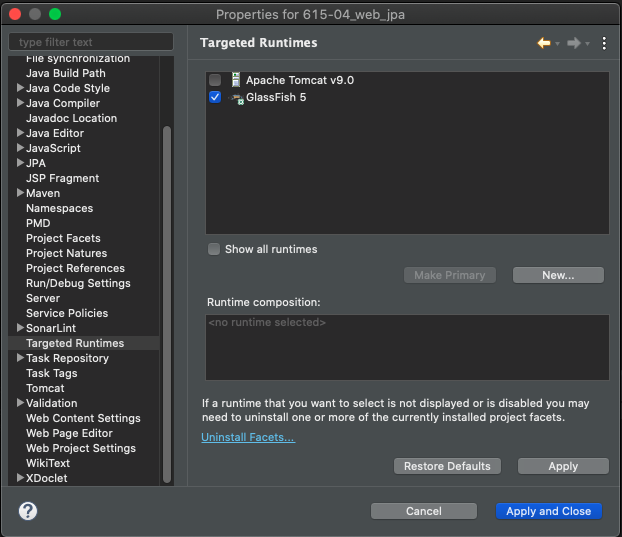 Properties for 615-04_web_jpa
type filter text
File synchronization
Java Build Path
Java Code Style
Java Compiler
Javadoc Location
Java Editor
JavaScript
JPA
JSP Fragment
Maven
Namespaces
PMD
Project Facets
Project Natures
Project References
Run/Debug Settings
Server
Service Policies
SonarLint
Targeted Runtimes
Task Repository
Task Tags
Tomcat
Validation
Web Content Settings
Web Page Editor
Web Project Settings
WikiText
XDoclet
Targeted Runtimes
Apache Tomcat v9.0
GlassFish 5
Show all runtimes
Make Primary
New...
Runtime composition:
<no runtime selected>
If a runtime that you want to select is not displayed or is disabled you may
need to uninstall one or more of the currently installed project facets.
Uninstall Facets...
Restore Defaults
Apply
?
Cancel
Apply and Close